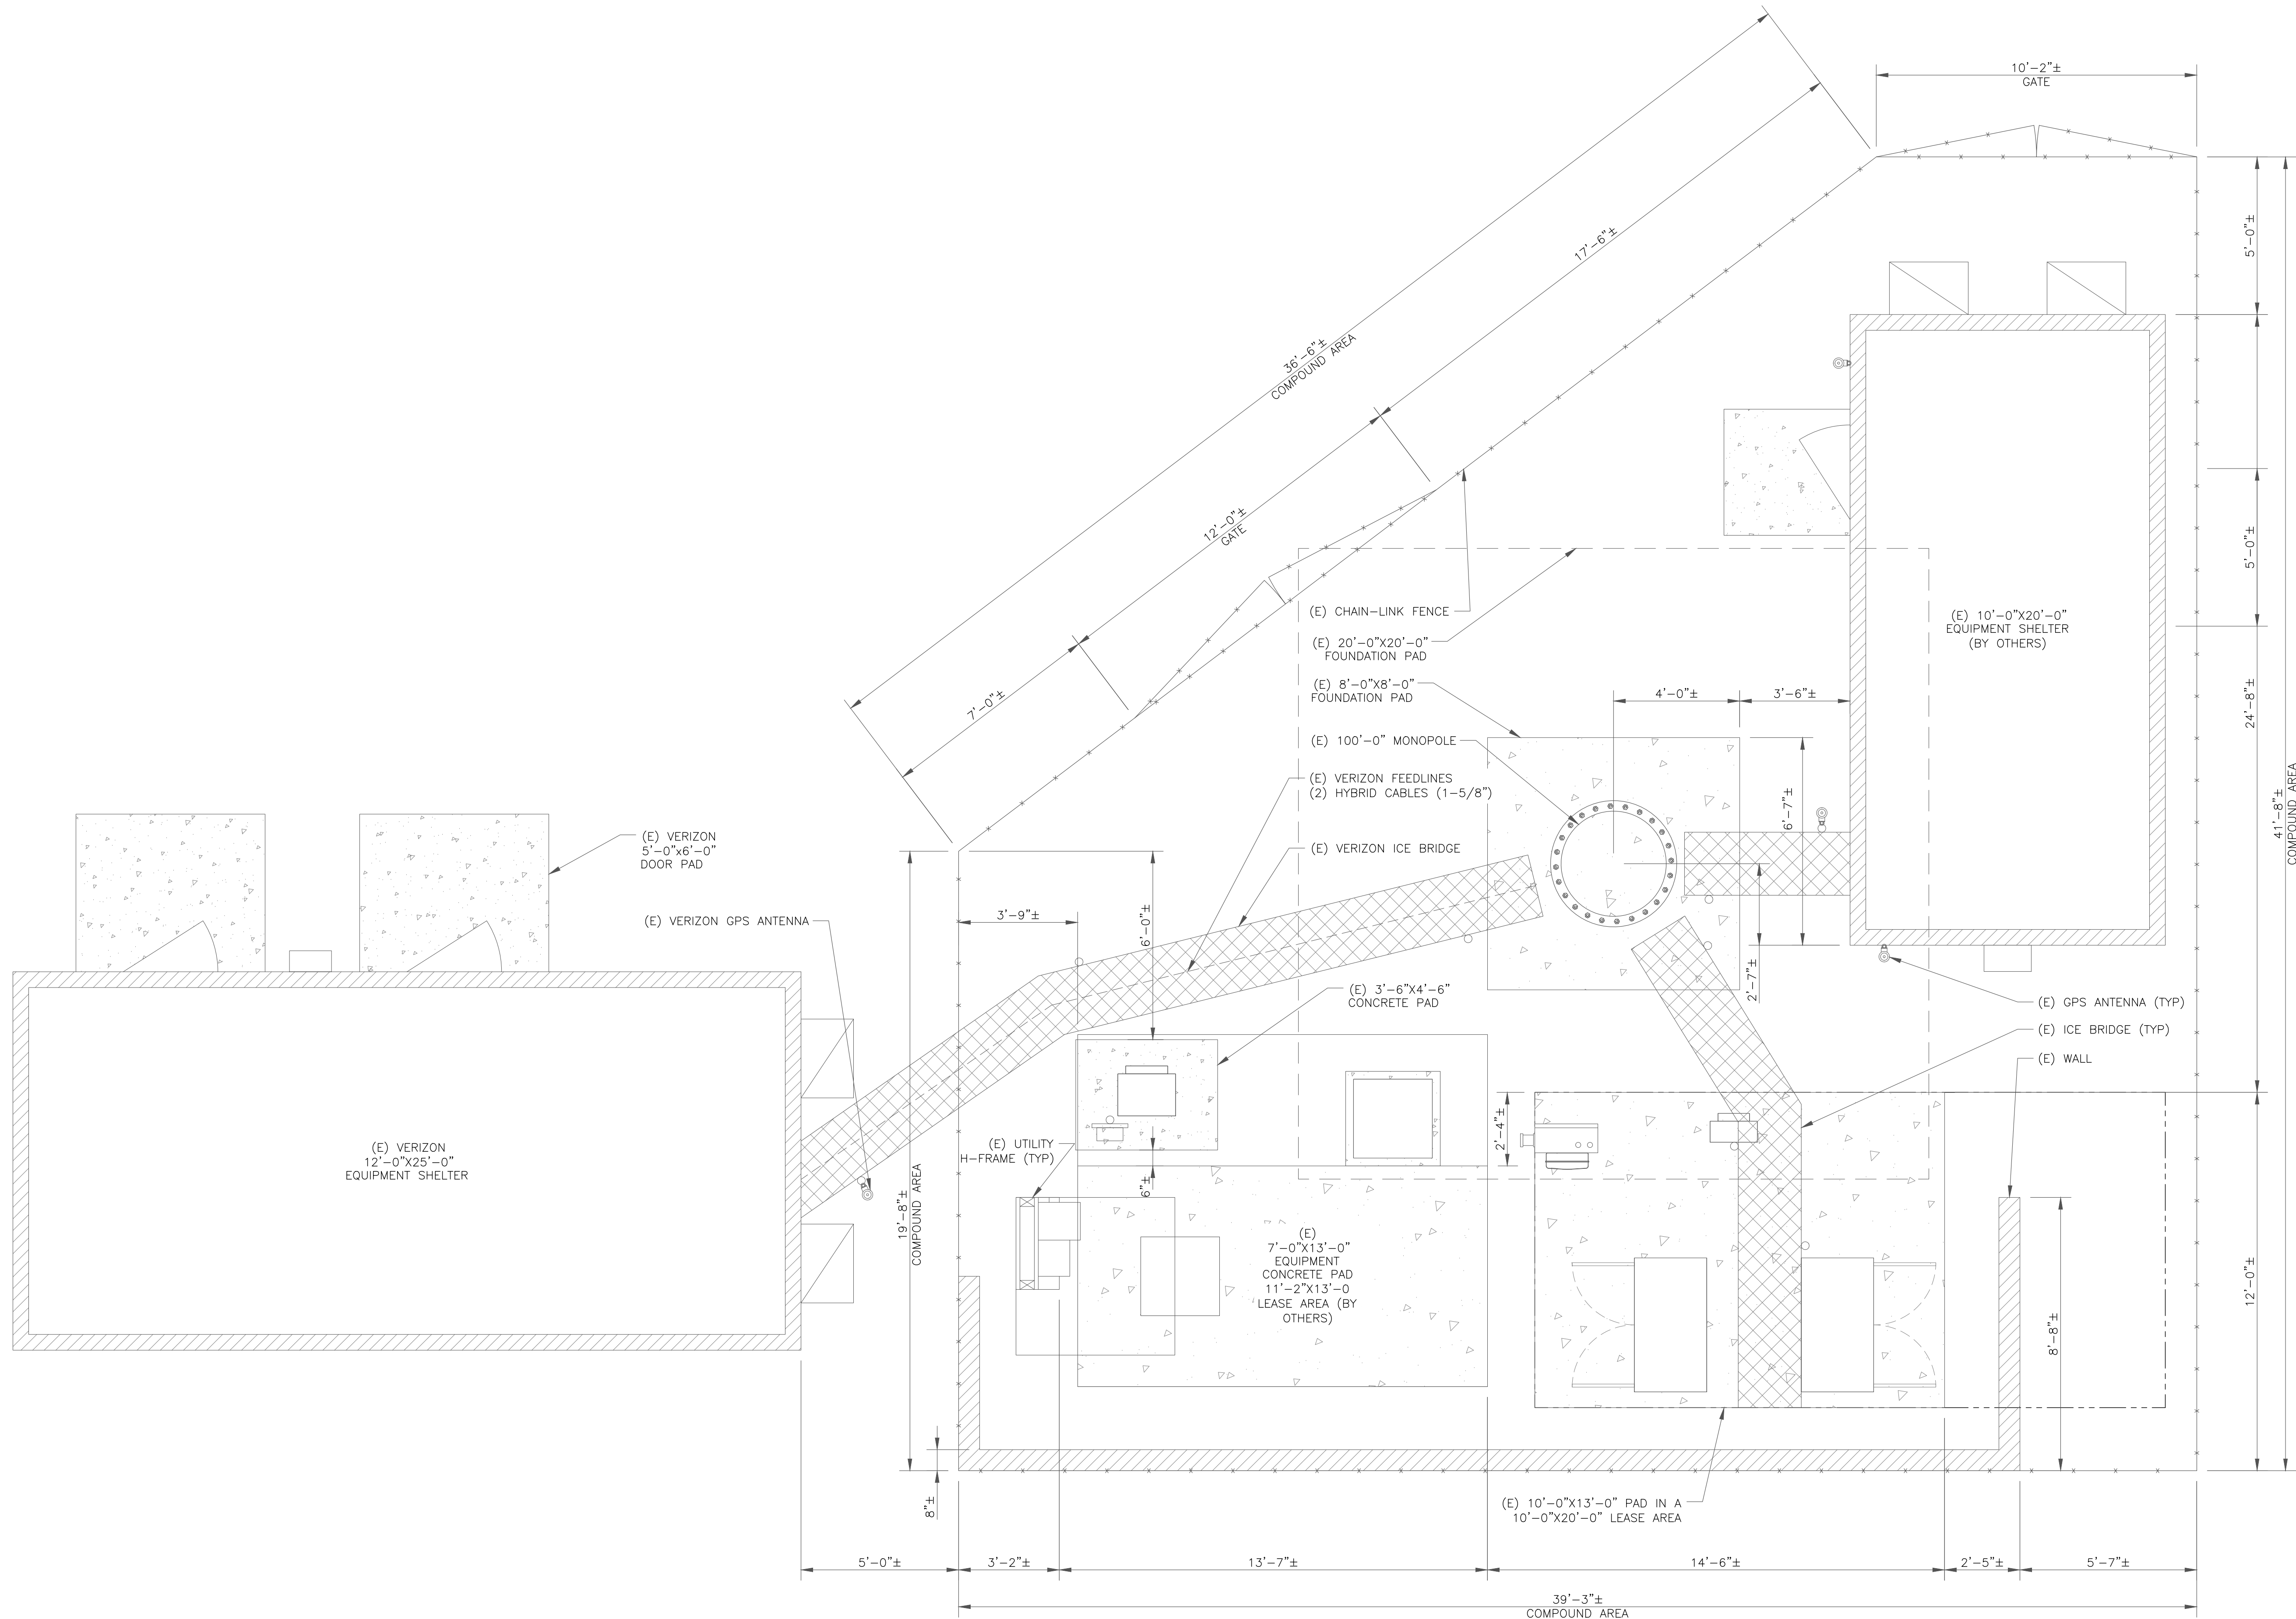 10'-2"±
GATE
36'-6"±
COMPOUND AREA
17'-6"±
12'-0"±
GATE
7'-0"±
5'-0"±
5'-0"±
24'-8"±
41'-8"±
COMPOUND AREA
12'-0"±
(E) CHAIN-LINK FENCE
(E) 20'-0"X20'-0"
FOUNDATION PAD
(E) 8'-0"X8'-0"
FOUNDATION PAD
(E) 100'-0" MONOPOLE
(E) VERIZON FEEDLINES
(2) HYBRID CABLES (1-5/8")
(E) VERIZON ICE BRIDGE
(E) 10'-0"X20'-0"
EQUIPMENT SHELTER
(BY OTHERS)
4'-0"±
3'-6"±
6'-7"±
2'-7"±
(E) VERIZON
5'-0"x6'-0"
DOOR PAD
(E) VERIZON GPS ANTENNA
3'-9"±
6'-0"±
(E) 3'-6"X4'-6"
CONCRETE PAD
(E) GPS ANTENNA (TYP)
(E) ICE BRIDGE (TYP)
(E) WALL
(E) VERIZON
12'-0"X25'-0"
EQUIPMENT SHELTER
(E) UTILITY
H-FRAME (TYP)
2'-4"±
6"±
19'-8"±
COMPOUND AREA
(E)
7'-0"X13'-0"
EQUIPMENT
CONCRETE PAD
11'-2"X13'-0
LEASE AREA (BY
OTHERS)
8'-8"±
8"±
(E) 10'-0"X13'-0" PAD IN A
10'-0"X20'-0" LEASE AREA
5'-0"±
3'-2"±
13'-7"±
14'-6"±
2'-5"±
5'-7"±
39'-3"±
COMPOUND AREA